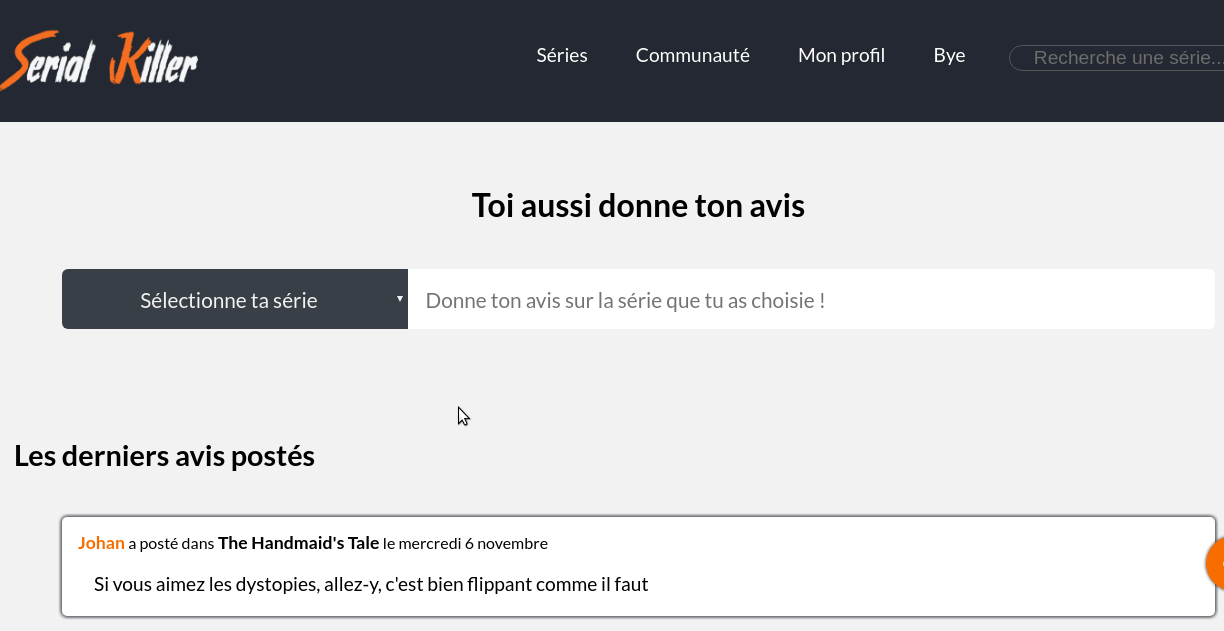 Serial Killer
Séries
Communauté
Mon profil
Bye
Recherche une série...
Toi aussi donne ton avis
Sélectionne ta série
Donne ton avis sur la série que tu as choisie !
Les derniers avis postés
Johan a posté dans The Handmaid's Tale le mercredi 6 novembre
Si vous aimez les dystopies, allez-y, c'est bien flippant comme il faut